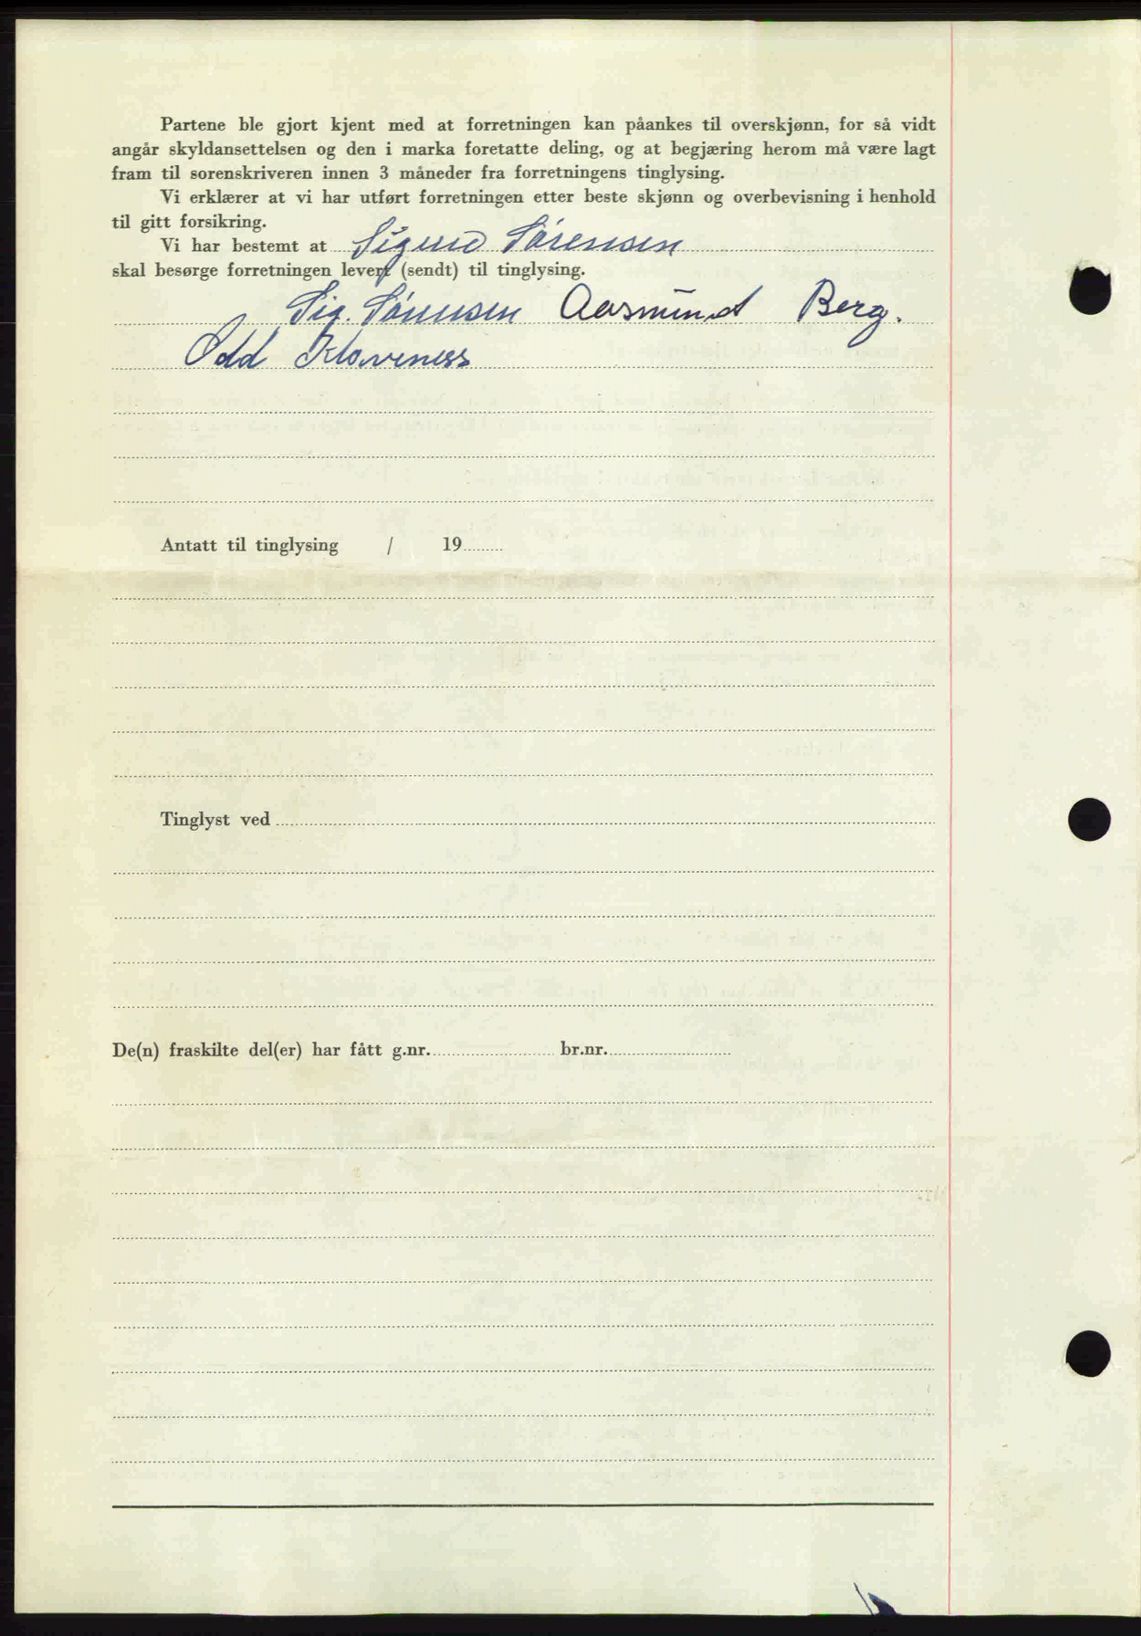 Partene ble gjort kjent med at forretningen kan påankes til overskjønn, for så vidt
angår skyldansettelsen og den i marka foretatte deling, og at begjæring herom må være lagt
fram til sorenskriveren innen 3 måneder fra forretningens tinglysing.
Vi erklærer at vi har utført forretningen etter beste skjønn og overbevisning i henhold
til gitt forsikring.
Vi har bestemt at Sigurd Sørensen
skal besørge forretningen levert (sendt) til tinglysing.
Sig. Sørensen Aasmund Berg.
Odd Klaveness
Antatt til tinglysing / 19
Tinglyst ved
De(n) fraskilte del(er) har fått g.nr. br.nr.